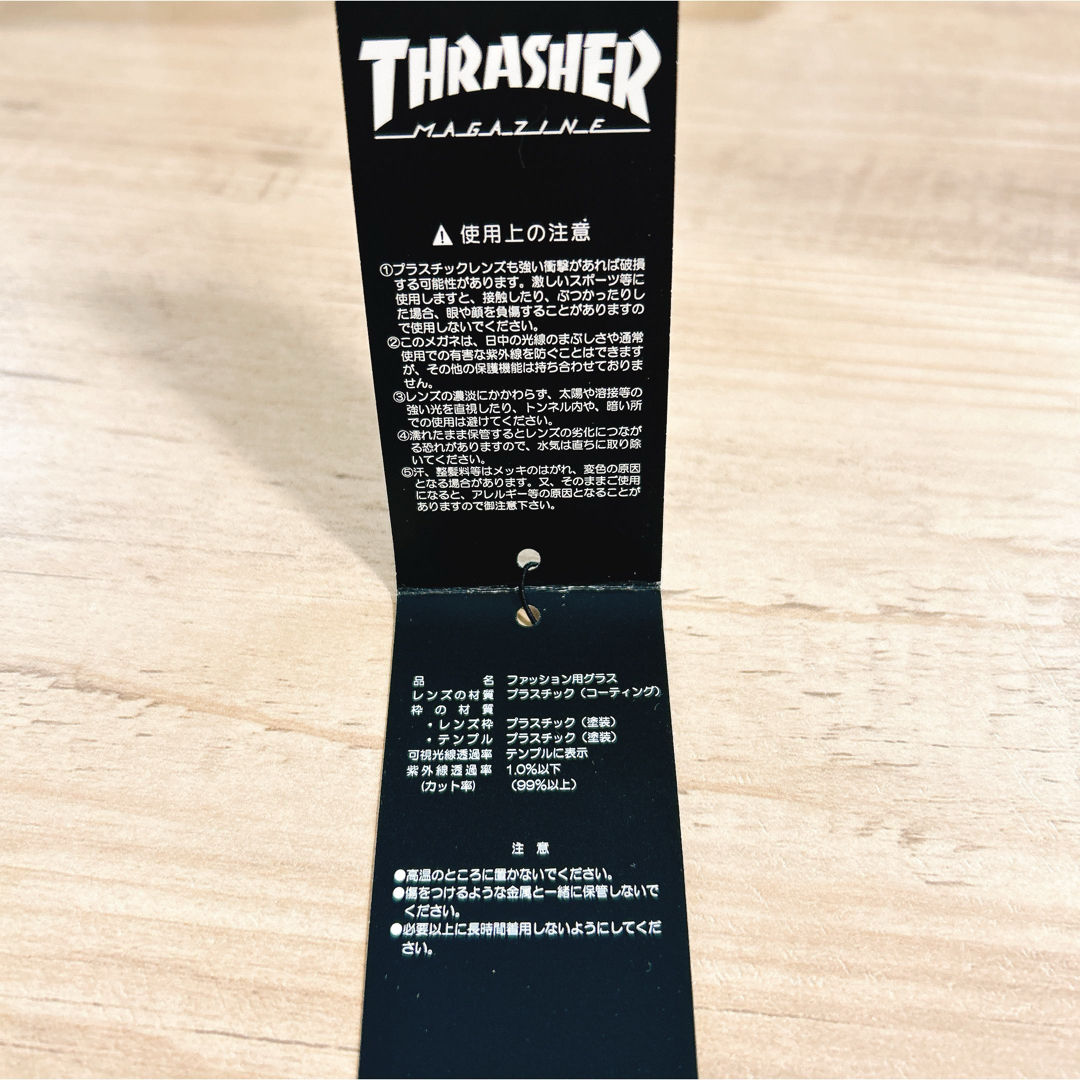 THRASHER
MAGAZINE
⚠ 使用上の注意
①プラスチックレンズも強い衝撃があれば破損
する可能性があります。激しいスポーツ等に
使用しますと、接触したり、ぶつかったりし
た場合、眼や顔を負傷することがありますの
で使用しないでください。
②このメガネは、日中の光線のまぶしさや通常
使用での有害な紫外線を防ぐことはできます
が、その他の保護機能は持ち合わせておりま
せん。
③レンズの濃淡にかかわらず、太陽や溶接等の
強い光を直視したり、トンネル内や、暗い所
での使用は避けてください。
④濡れたまま保管するとレンズの劣化につなが
る恐れがありますので、水気は直ちに取り除
いてください。
⑤汗、整髪料等はメッキのはがれ、変色の原因
となる場合があります。又、そのままご使用
になると、アレルギー等の原因となることが
ありますので御注意下さい。
品名 ファッション用グラス
レンズの材質 プラスチック（コーティング）
枠の材質
・レンズ枠 プラスチック（塗装）
・テンプル プラスチック（塗装）
可視光線透過率 テンプルに表示
紫外線透過率 1.0%以下
(カット率) （99%以上）
注意
●高温のところに置かないでください。
●傷をつけるような金属と一緒に保管しないで
ください。
●必要以上に長時間着用しないようにしてくだ
さい。